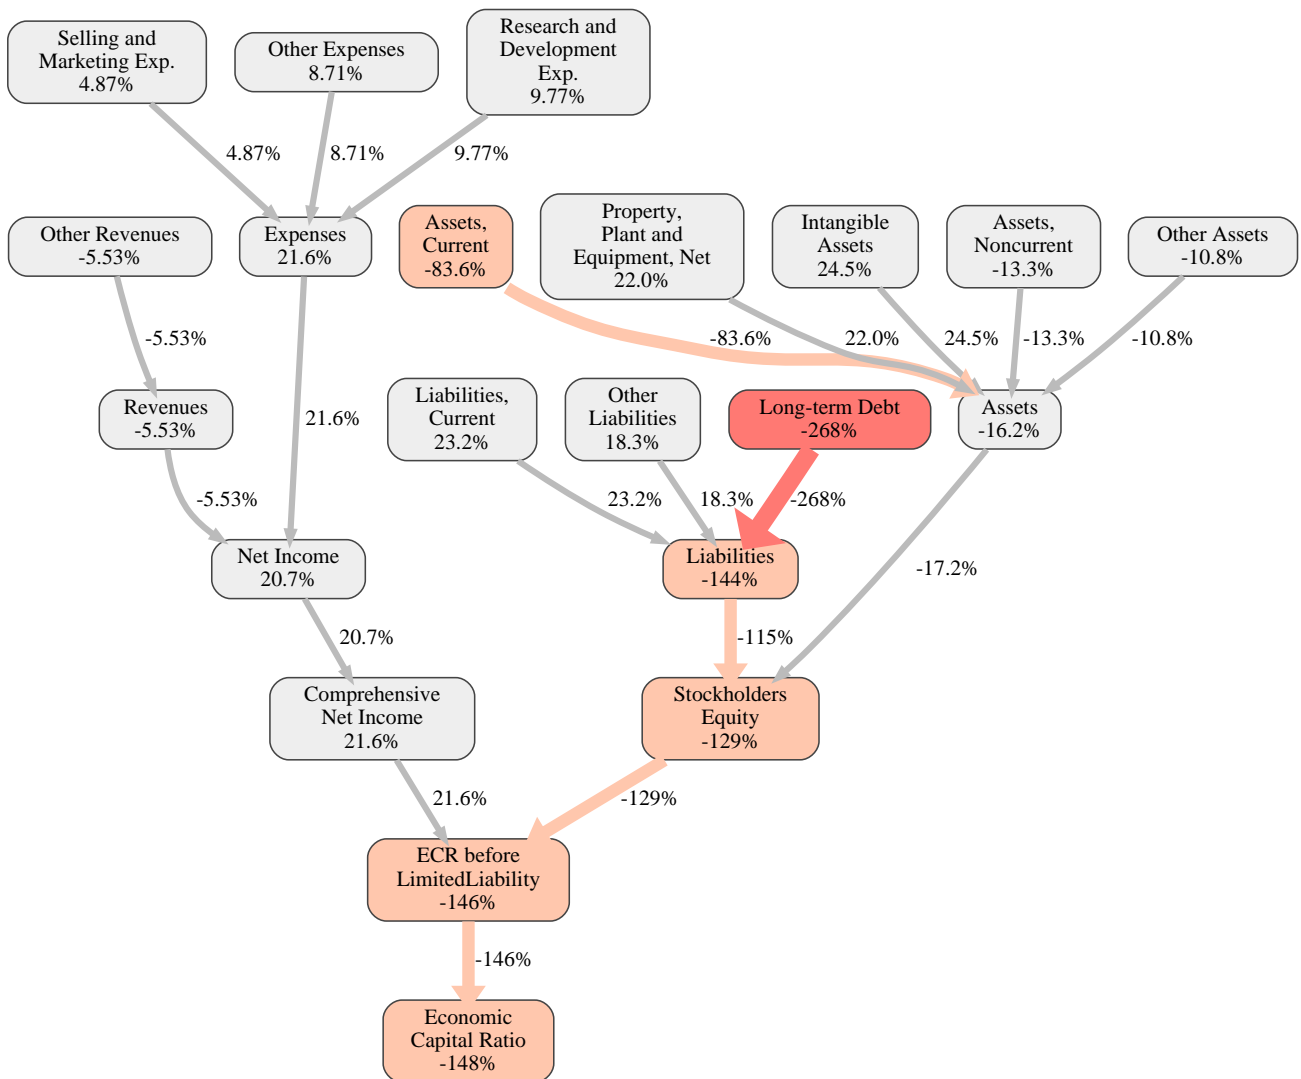 Selling and
Marketing Exp.
4.87%
Other Expenses
8.71%
Research and
Development
Exp.
9.77%
4.87%
8.71%
9.77%
Other Revenues
-5.53%
Expenses
21.6%
Assets,
Current
-83.6%
Property,
Plant and
Equipment, Net
22.0%
Intangible
Assets
24.5%
Assets,
Noncurrent
-13.3%
Other Assets
-10.8%
-5.53%
-83.6%
22.0%
24.5%
-13.3%
-10.8%
Revenues
-5.53%
21.6%
Liabilities,
Current
23.2%
Other
Liabilities
18.3%
Long-term Debt
-268%
Assets
-16.2%
-5.53%
23.2%
18.3%
-268%
Net Income
20.7%
Liabilities
-144%
-17.2%
20.7%
-115%
Comprehensive
Net Income
21.6%
Stockholders
Equity
-129%
21.6%
-129%
ECR before
LimitedLiability
-146%
-146%
Economic
Capital Ratio
-148%